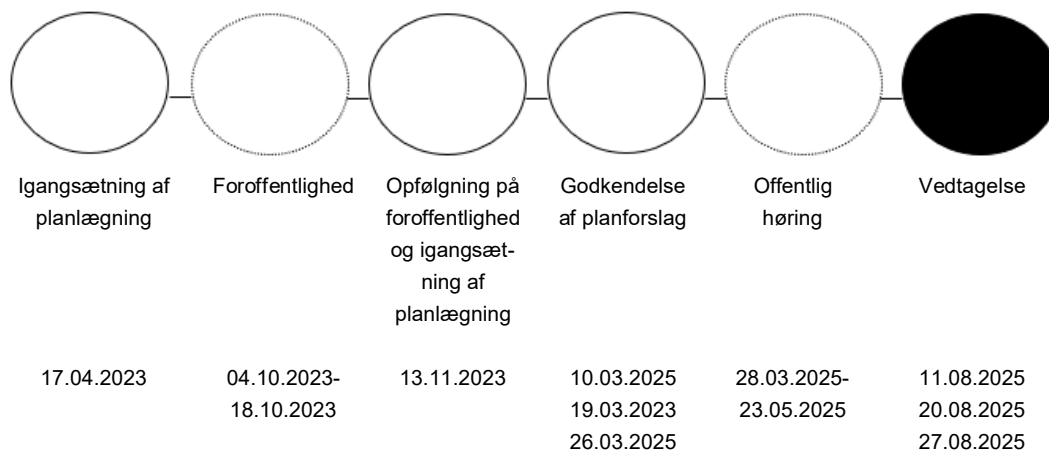 Igangsætning af
planlægning
Foroffentlighed
Opfølgning på
foroffentlighed
og igangsæt-
ning af
planlægning
Godkendelse
af planforslag
Offentlig
høring
Vedtagelse
17.04.2023
04.10.2023-
18.10.2023
13.11.2023
10.03.2025
19.03.2023
26.03.2025
28.03.2025-
23.05.2025
11.08.2025
20.08.2025
27.08.2025